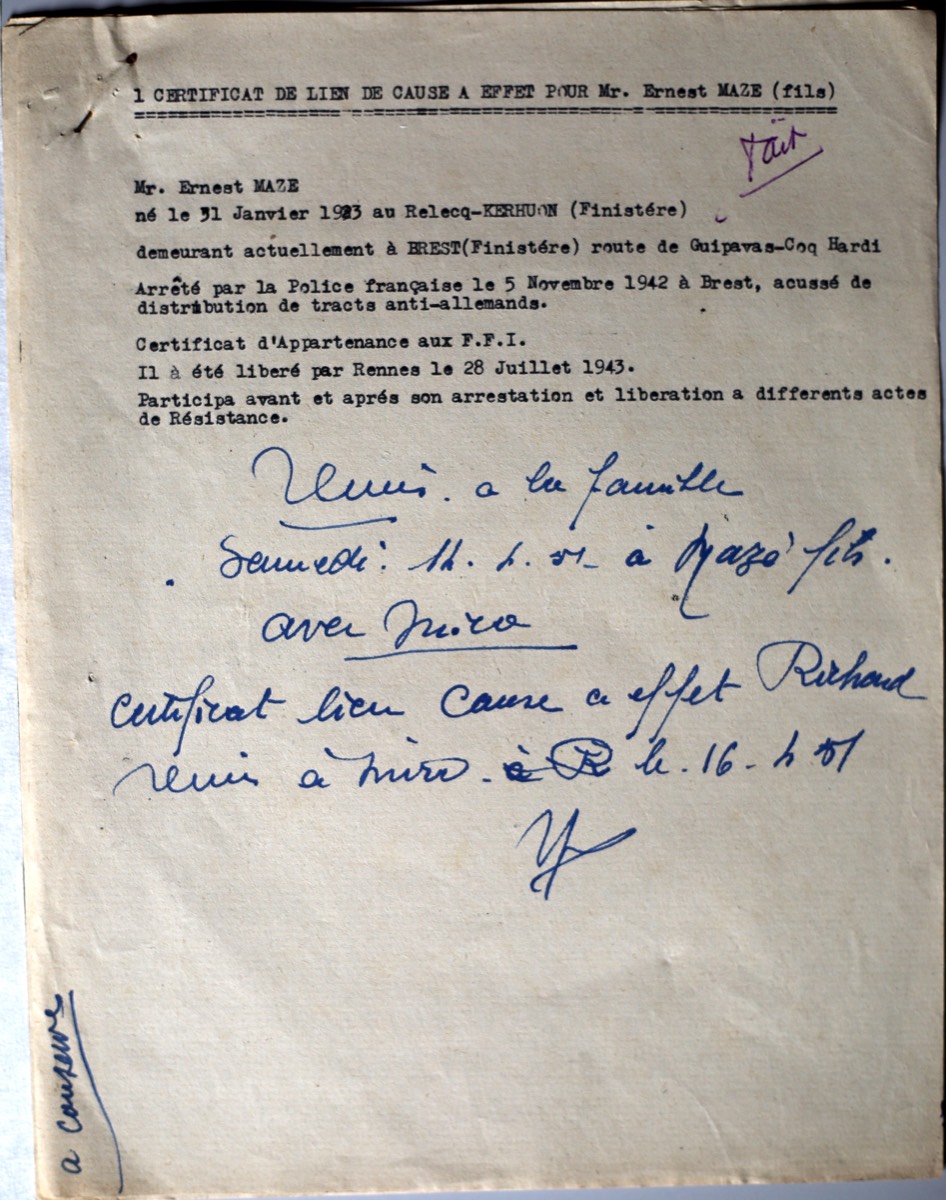 1 CERTIFICAT DE LIEN DE CAUSE A EFFET POUR Mr. Ernest MAZE (fils)
fait
Mr. Ernest MAZE
né le 31 Janvier 1923 au Relecq-KERHUON (Finistére)
demeurant actuellement à BREST(Finistére) route de Guipavas-Coq Hardi
Arrêté par la Police française le 5 Novembre 1942 à Brest, acussé de
distribution de tracts anti-allemands.
Certificat d'Appartenance aux F.F.I.
Il à été liberé par Rennes le 28 Juillet 1943.
Participa avant et aprés son arrestation et liberation a differents actes
de Résistance.
Remis. a la famille
Samedi. 14. 4. 51- à Mazé fils.
avec
certificat lien cause a effet Richard
remis à le. 16. 4 51
a conserver